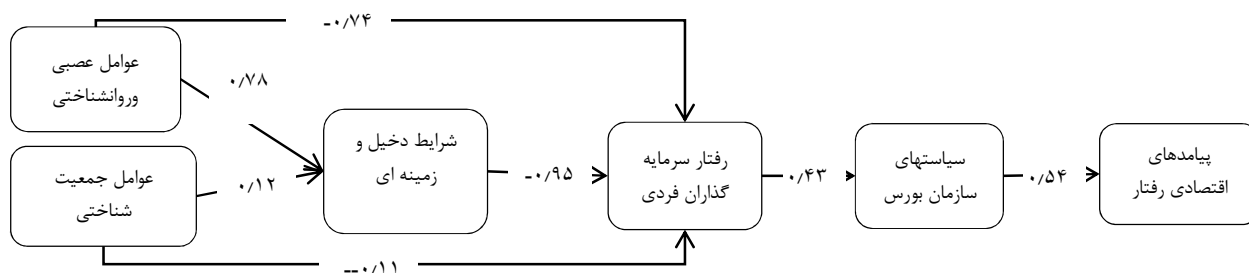 -۰/۷۴
عوامل عصبی
وروانشناختی
۰/۷۸
شرایط دخیل و
زمینه ای
رفتار سرمایه
گذاران فردی
سیاستهای
سازمان بورس
پیامدهای
اقتصادی رفتار
عوامل جمعیت
شناختی
۰/۱۲
-۰/۹۵
۰/۴۳
۰/۵۴
--۰/۱۱